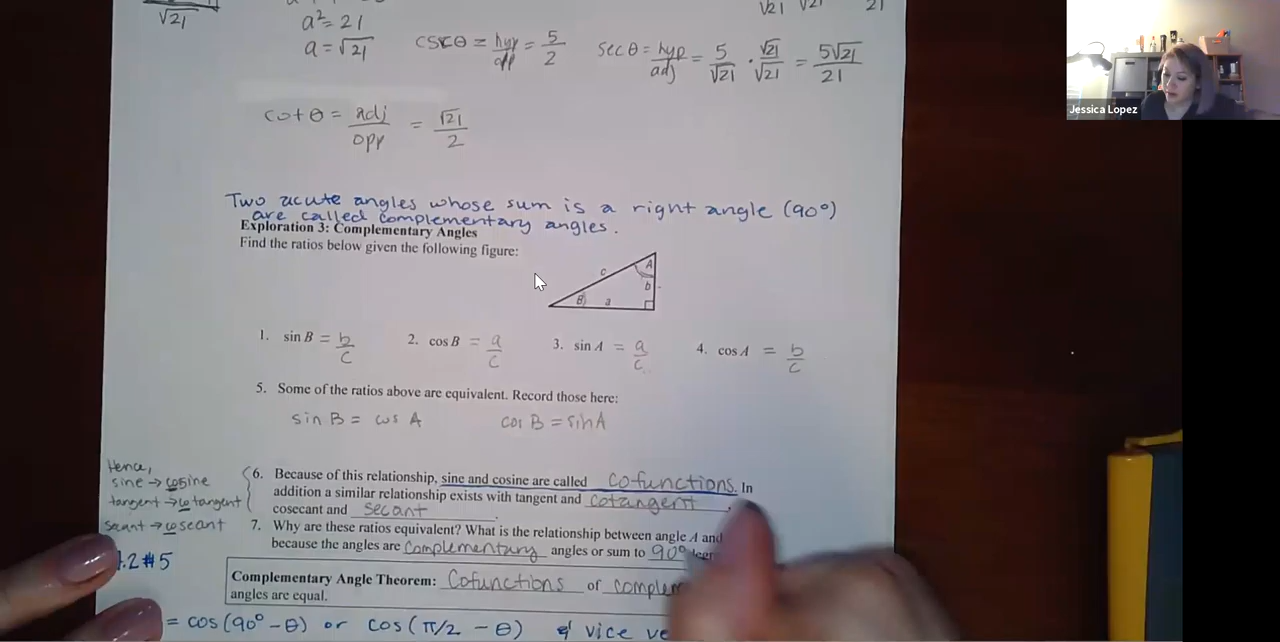 √21
a² = 21
a = √21
cscθ = hyp/opp = 5/2
secθ = hyp/adj = 5/√21 · √21/√21 = 5√21/21
√21 √21 21
cot θ = adj/opp = √21/2
Jessica Lopez
Two acute angles whose sum is a right angle (90°)
are called complementary angles.
Exploration 3: Complementary Angles
Find the ratios below given the following figure:
A
c
b
B
a
1. sin B = b/c 2. cos B = a/c 3. sin A = a/c 4. cos A = b/c
5. Some of the ratios above are equivalent. Record those here:
sin B = cos A cos B = sin A
Hence,
sine → cosine
tangent → cotangent
secant → coseant
6. Because of this relationship, sine and cosine are called cofunctions. In
addition a similar relationship exists with tangent and cotangent,
cosecant and secant.
7. Why are these ratios equivalent? What is the relationship between angle A and
because the angles are complementary angles or sum to 90°
4.2 #5
Complementary Angle Theorem: Cofunctions of
angles are equal.
= cos(90° - θ) or cos(π/2 - θ) & vice